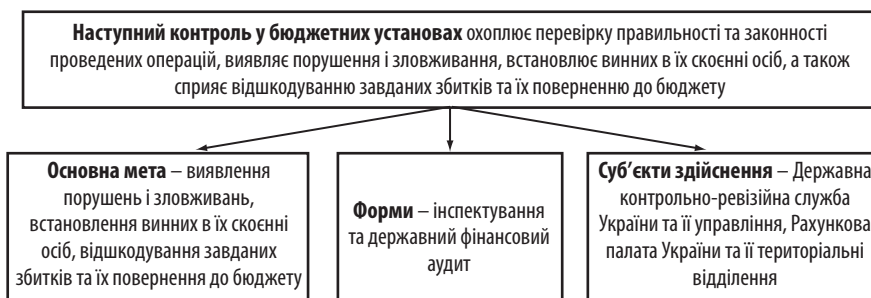 Наступний контроль у бюджетних установах охоплює перевірку правильності та законності
проведених операцій, виявляє порушення і зловживання, встановлює винних в їх скоєнні осіб, а також
сприяє відшкодуванню завданих збитків та їх поверненню до бюджету
Основна мета – виявлення
порушень і зловживань,
встановлення винних в їх скоєнні
осіб, відшкодування завданих
збитків та їх повернення до бюджету
Форми – інспектування
та державний фінансовий
аудит
Суб’єкти здійснення – Державна
контрольно-ревізійна служба
України та її управління, Рахункова
палата України та її територіальні
відділення